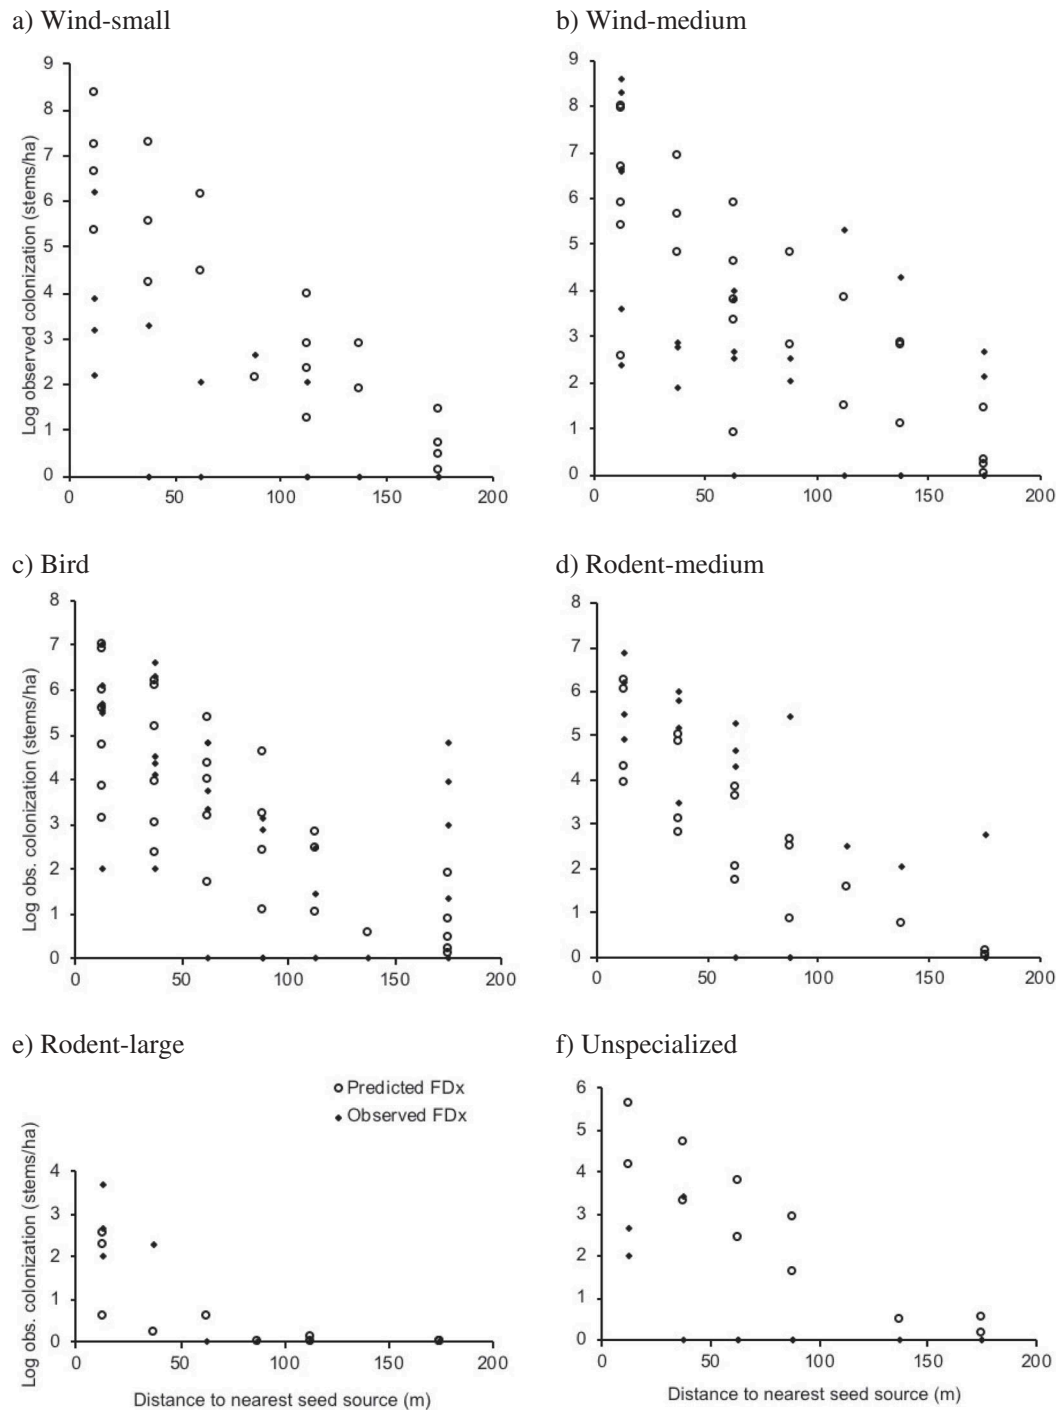 a) Wind-small
b) Wind-medium
Log observed colonization (stems/ha)
9
8
7
6
5
4
3
2
1
0
0 50 100 150 200
9
8
7
6
5
4
3
2
1
0
0 50 100 150 200
c) Bird
d) Rodent-medium
Log obs. colonization (stems/ha)
8
7
6
5
4
3
2
1
0
0 50 100 150 200
8
7
6
5
4
3
2
1
0
0 50 100 150 200
e) Rodent-large
f) Unspecialized
Predicted FDx
Observed FDx
Log obs. colonization (stems/ha)
4
3
2
1
0
0 50 100 150 200
Distance to nearest seed source (m)
6
5
4
3
2
1
0
0 50 100 150 200
Distance to nearest seed source (m)